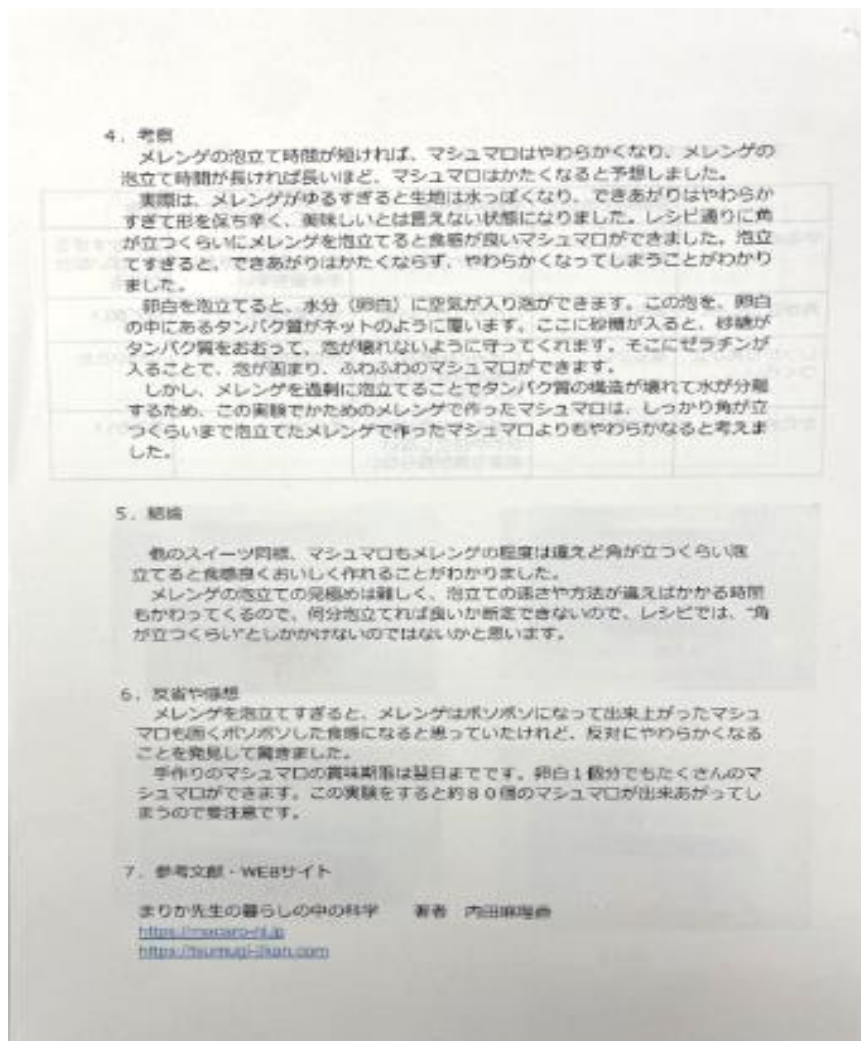 4．考察
メレンゲの泡立て時間が短ければ、マシュマロはやわらかくなり、メレンゲの
泡立て時間が長ければ長いほど、マシュマロはかたくなると予想しました。
実際は、メレンゲがゆるすぎると生地は水っぽくなり、できあがりはやわらか
すぎて形を保ち辛く、美味しいとは言えない状態になりました。レシピ通りに角
が立つくらいにメレンゲを泡立てると食感が良いマシュマロができました。泡立
てすぎると、できあがりはかたくならず、やわらかくなってしまうことがわかり
ました。
卵白を泡立てると、水分（卵白）に空気が入り泡ができます。この泡を、卵白
の中にあるタンパク質がネットのように覆います。ここに砂糖が入ると、砂糖が
タンパク質をおおって、泡が壊れないように守ってくれます。そこにゼラチンが
入ることで、泡が固まり、ふわふわのマシュマロができます。
しかし、メレンゲを過剰に泡立てることでタンパク質の構造が壊れて水が分離
するため、この実験でかためのメレンゲで作ったマシュマロは、しっかり角が立
つくらいまで泡立てたメレンゲで作ったマシュマロよりもやわらかなると考えま
した。
5．結論
他のスイーツ同様、マシュマロもメレンゲの程度は違えど角が立つくらい泡
立てると食感良くおいしく作れることがわかりました。
メレンゲの泡立ての見極めは難しく、泡立ての速さや方法が違えばかかる時間
もかわってくるので、何分泡立てれば良いか断定できないので、レシピでは、"角
が立つくらい"としかかけないのではないかと思います。
6．反省や感想
メレンゲを泡立てすぎると、メレンゲはボソボソになって出来上がったマシュ
マロも固くボソボソした食感になると思っていたけれど、反対にやわらかくなる
ことを発見して驚きました。
手作りのマシュマロの賞味期限は翌日までです。卵白１個分でもたくさんのマ
シュマロができます。この実験をすると約８０個のマシュマロが出来あがってし
まうので要注意です。
7．参考文献・WEBサイト
まりか先生の暮らしの中の科学　著者　内田麻理香
https://macaro-ni.jp
https://tsumugi-jikan.com